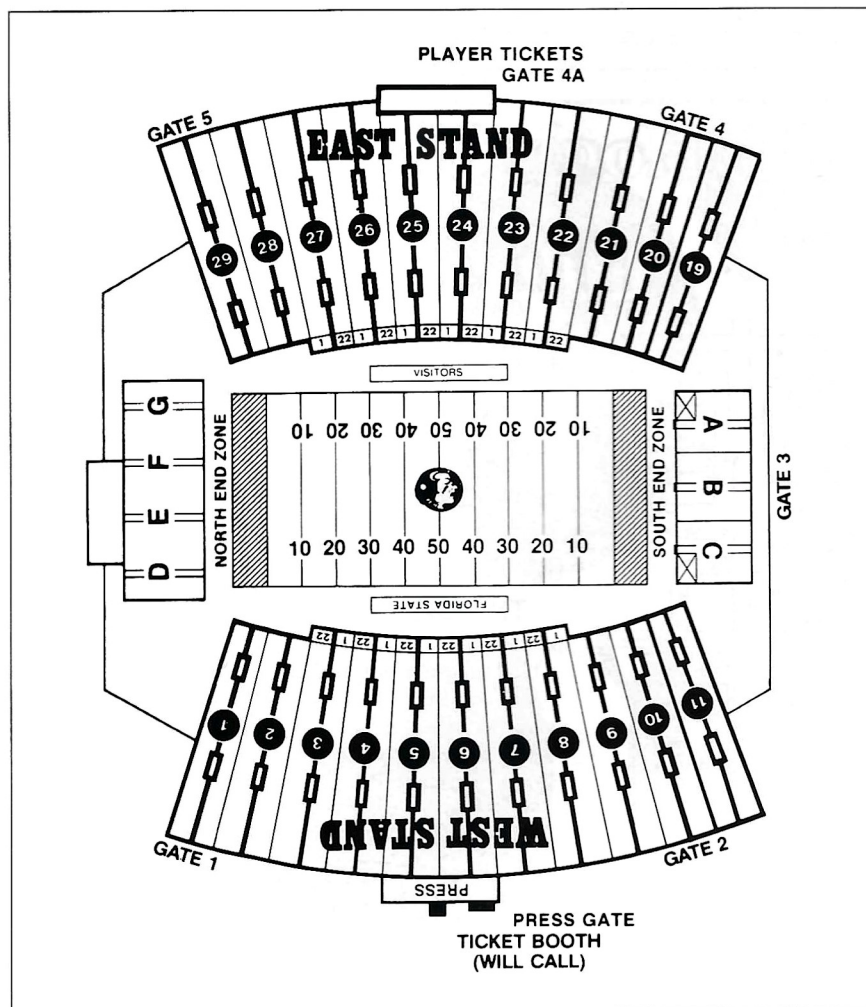 PLAYER TICKETS
GATE 4A
GATE 5
GATE 4
EAST STAND
29
28
27
26
25
24
23
22
21
20
19
1 22 1 22 1 22 1 22 1 22
VISITORS
G
F
E
D
NORTH END ZONE
10 20 30 40 50 40 30 20 10
10 20 30 40 50 40 30 20 10
SOUTH END ZONE
A
B
C
GATE 3
FLORIDA STATE
22 1 22 1 22 1 22 1 22 1
1
2
3
4
5
6
7
8
9
10
11
WEST STAND
GATE 1
GATE 2
PRESS
PRESS GATE
TICKET BOOTH
(WILL CALL)